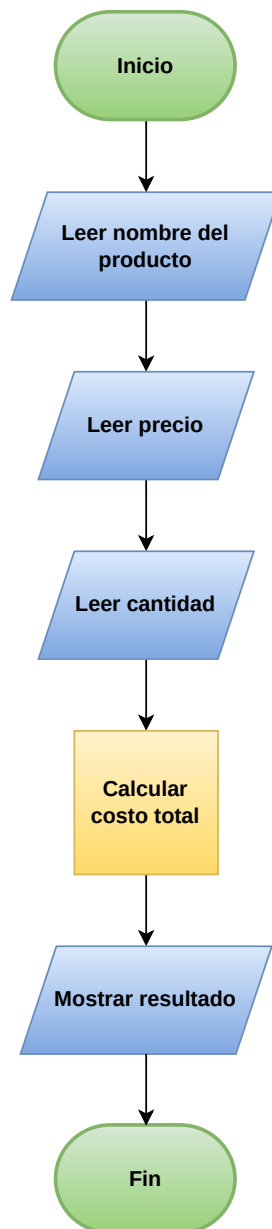 Inicio
Leer nombre del
producto
Leer precio
Leer cantidad
Calcular
costo total
Mostrar resultado
Fin